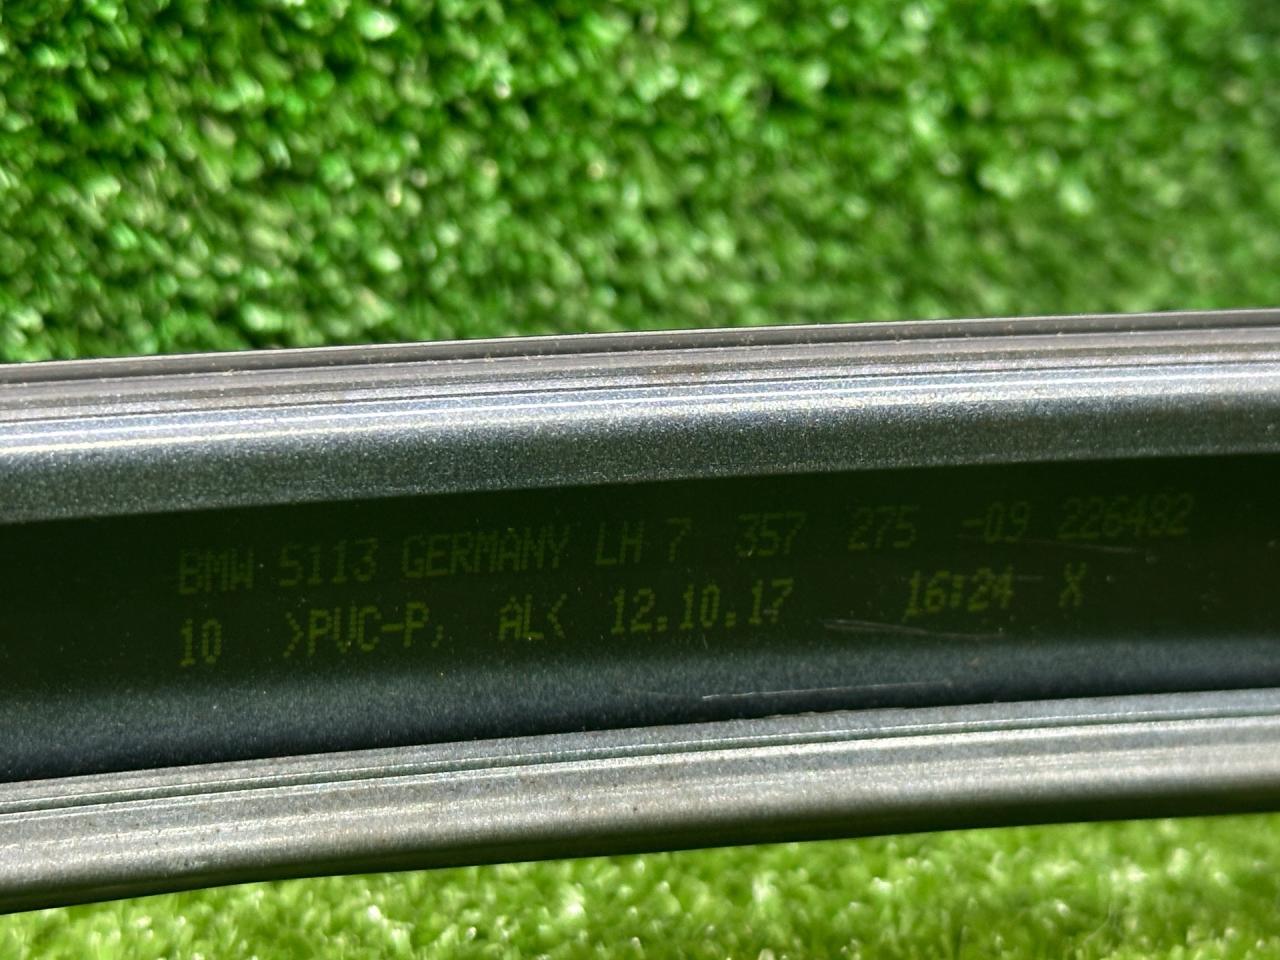 BMW 5113 GERMANY LH 7 357 275 -09 226482
10 >PVC-P, AL< 12.10.17 16:24 X